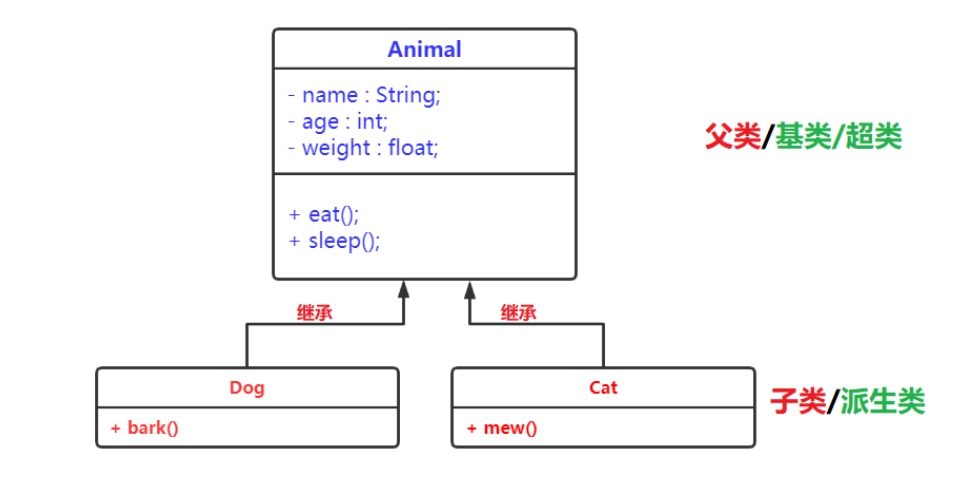 Animal
- name : String;
- age : int;
- weight : float;
父类/基类/超类
+ eat();
+ sleep();
继承
继承
Dog
Cat
子类/派生类
+ bark()
+ mew()